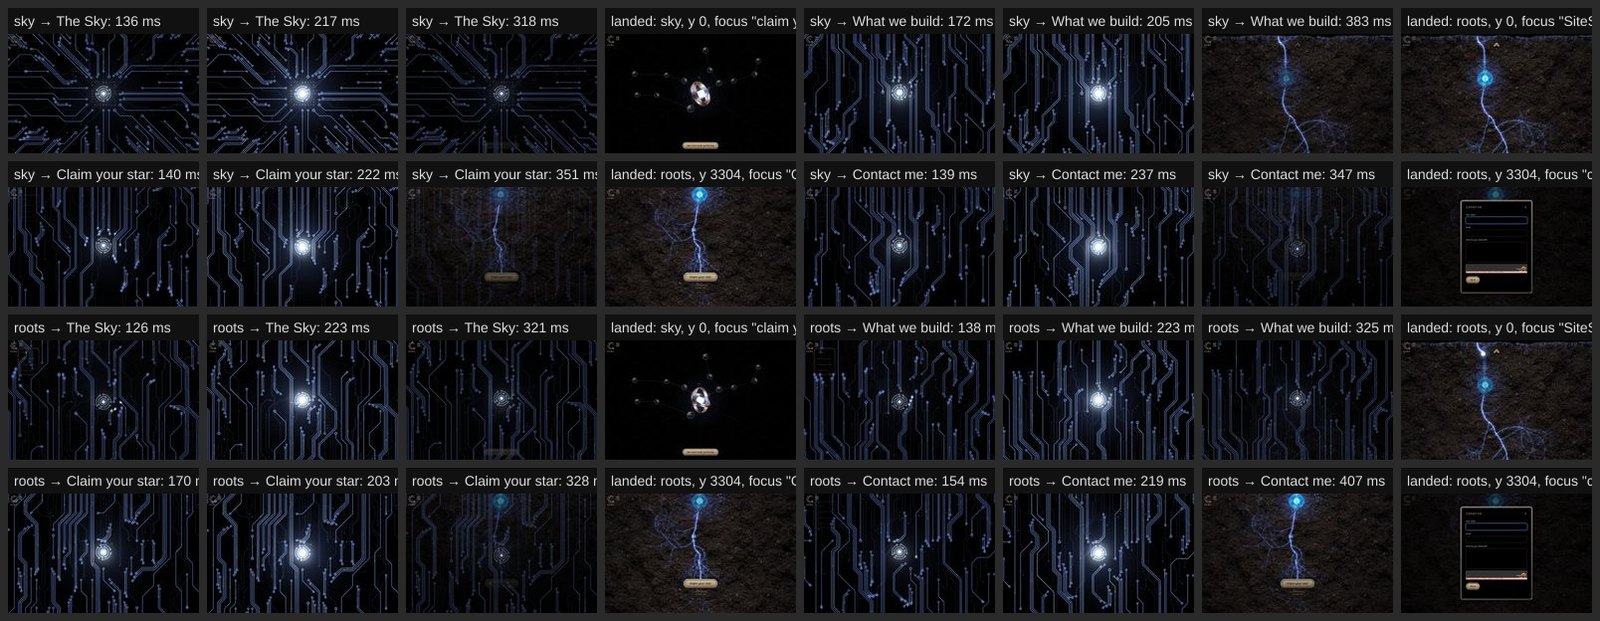 sky → The Sky: 136 ms
sky → The Sky: 217 ms
sky → The Sky: 318 ms
landed: sky, y 0, focus "claim y
sky → What we build: 172 ms
sky → What we build: 205 ms
sky → What we build: 383 ms
landed: roots, y 0, focus "SiteS
sky → Claim your star: 140 ms
sky → Claim your star: 222 ms
sky → Claim your star: 351 ms
landed: roots, y 3304, focus "C
sky → Contact me: 139 ms
sky → Contact me: 237 ms
sky → Contact me: 347 ms
landed: roots, y 3304, focus "c
roots → The Sky: 126 ms
roots → The Sky: 223 ms
roots → The Sky: 321 ms
landed: sky, y 0, focus "claim y
roots → What we build: 138 m
roots → What we build: 223 m
roots → What we build: 325 m
landed: roots, y 0, focus "SiteS
roots → Claim your star: 170
roots → Claim your star: 203
roots → Claim your star: 328
landed: roots, y 3304, focus "C
roots → Contact me: 154 ms
roots → Contact me: 219 ms
roots → Contact me: 407 ms
landed: roots, y 3304, focus "c